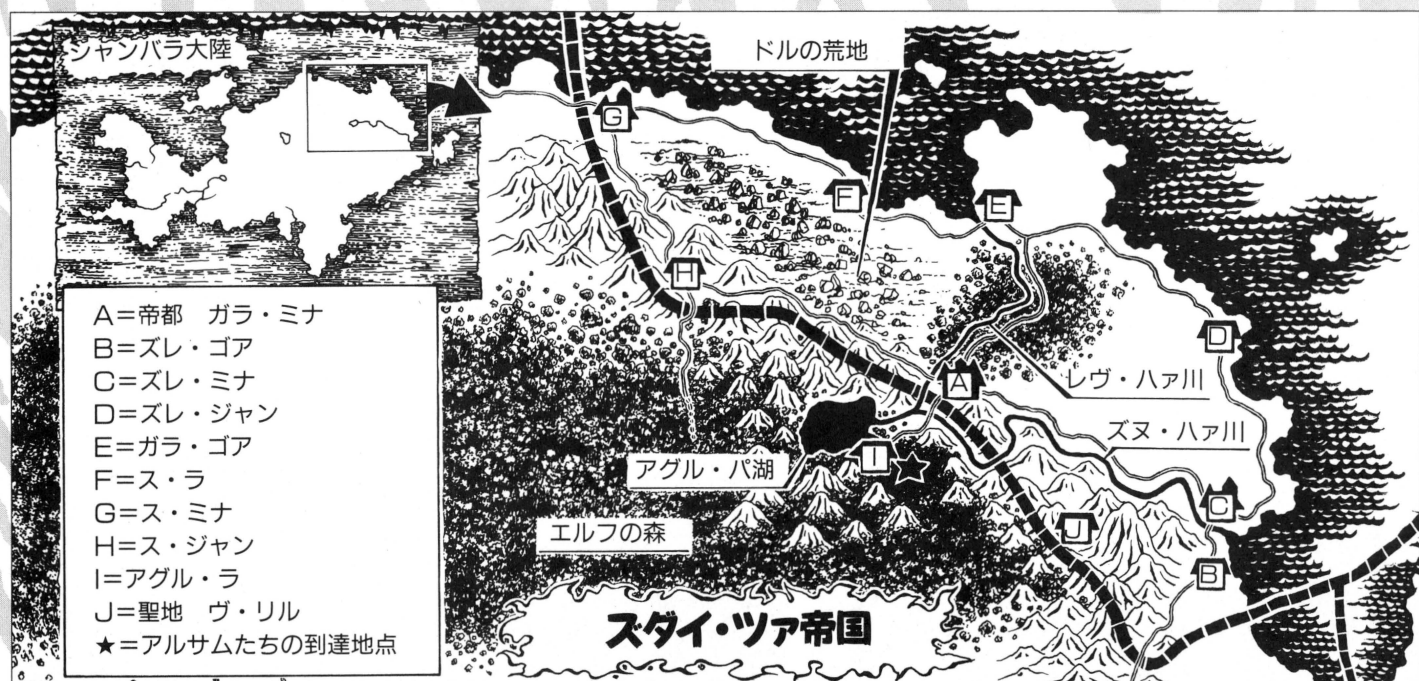 シャンバラ大陸
ドルの荒地
G
F
E
H
D
A
レヴ・ハァ川
ズヌ・ハァ川
I
アグル・パ湖
C
J
エルフの森
B
ズダイ・ツァ帝国
A=帝都 ガラ・ミナ
B=ズレ・ゴア
C=ズレ・ミナ
D=ズレ・ジャン
E=ガラ・ゴア
F=ス・ラ
G=ス・ミナ
H=ス・ジャン
I=アグル・ラ
J=聖地 ヴ・リル
★=アルサムたちの到達地点